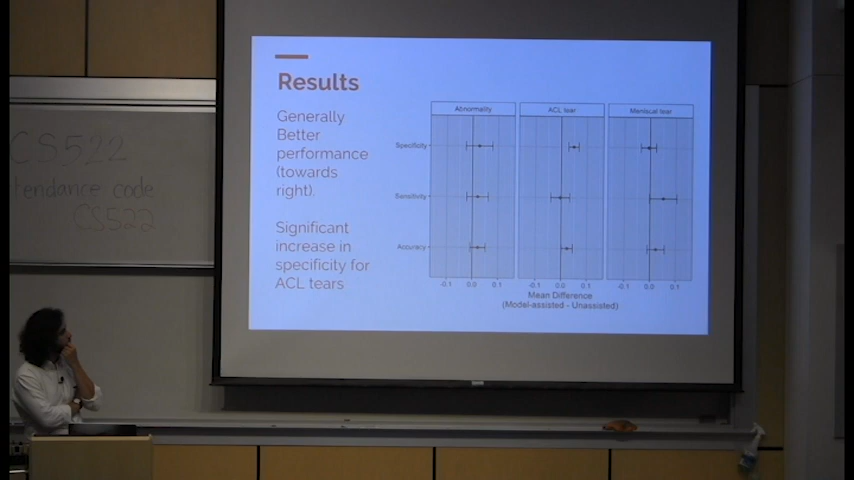 CS522
tendance code
CS522
Results
Generally
Better
performance
(towards
right).
Significant
increase in
specificity for
ACL tears
Abnormality
ACL tear
Meniscal tear
Specificity
Sensitivity
Accuracy
-0.1 0.0 0.1
-0.1 0.0 0.1
-0.1 0.0 0.1
Mean Difference
(Model-assisted - Unassisted)